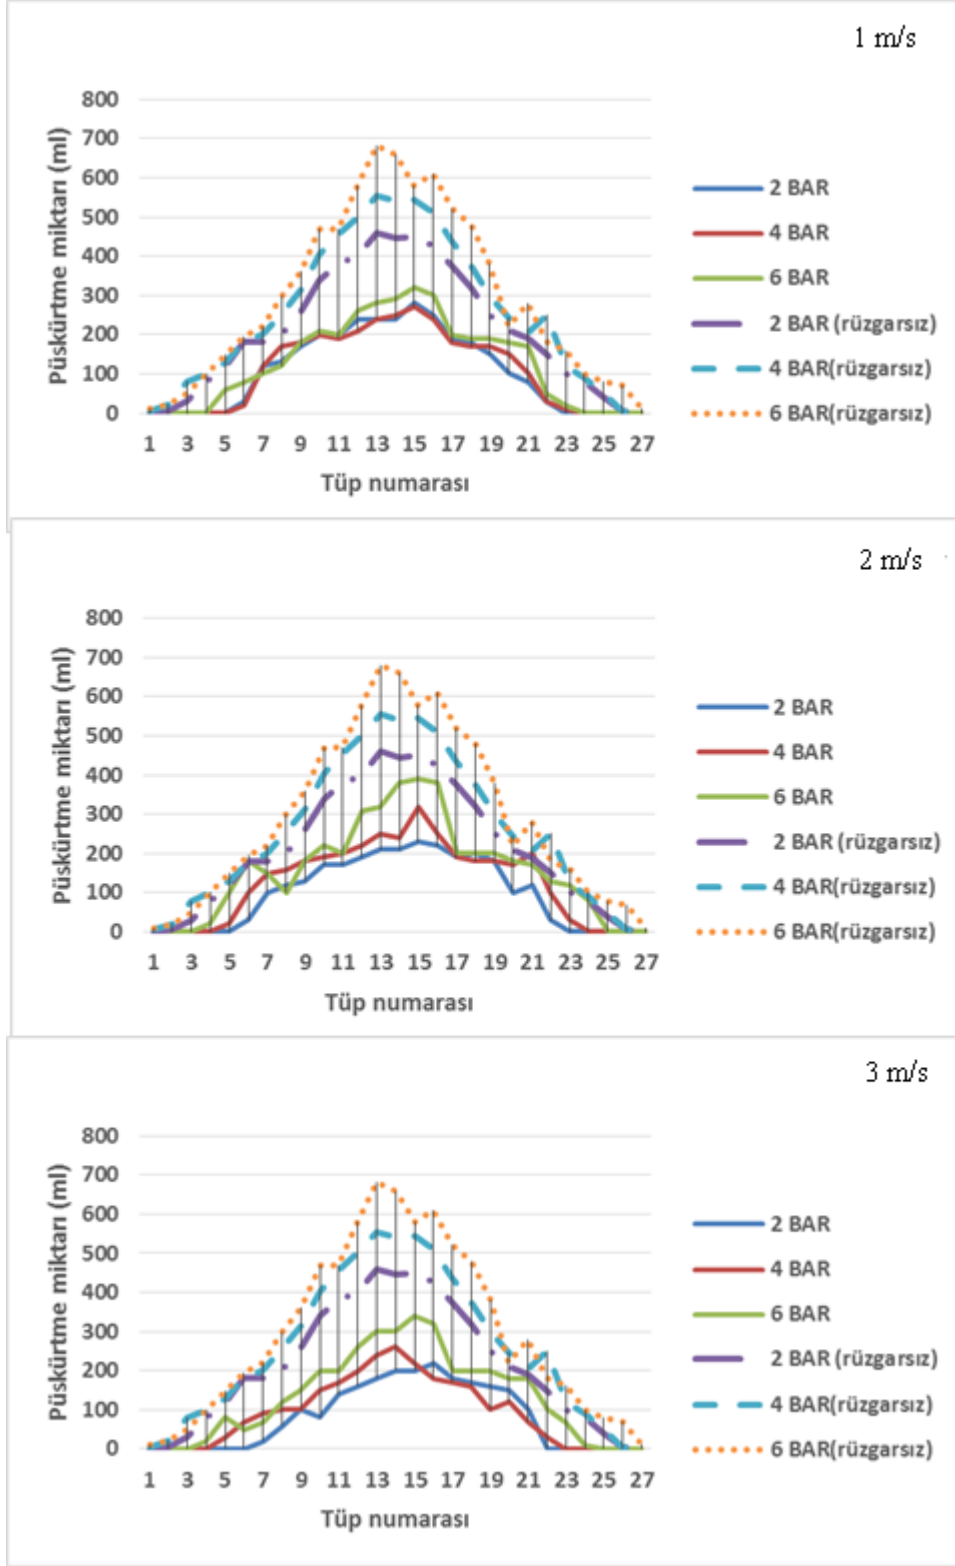 1 m/s
Püskürtme miktarı (ml)
800
700
600
500
400
300
200
100
0
1 3 5 7 9 11 13 15 17 19 21 23 25 27
Tüp numarası
2 BAR
4 BAR
6 BAR
2 BAR (rüzgarsız)
4 BAR(rüzgarsız)
6 BAR(rüzgarsız)
2 m/s
Püskürtme miktarı (ml)
800
700
600
500
400
300
200
100
0
1 3 5 7 9 11 13 15 17 19 21 23 25 27
Tüp numarası
2 BAR
4 BAR
6 BAR
2 BAR (rüzgarsız)
4 BAR(rüzgarsız)
6 BAR(rüzgarsız)
3 m/s
Püskürtme miktarı (ml)
800
700
600
500
400
300
200
100
0
1 3 5 7 9 11 13 15 17 19 21 23 25 27
Tüp numarası
2 BAR
4 BAR
6 BAR
2 BAR (rüzgarsız)
4 BAR(rüzgarsız)
6 BAR(rüzgarsız)